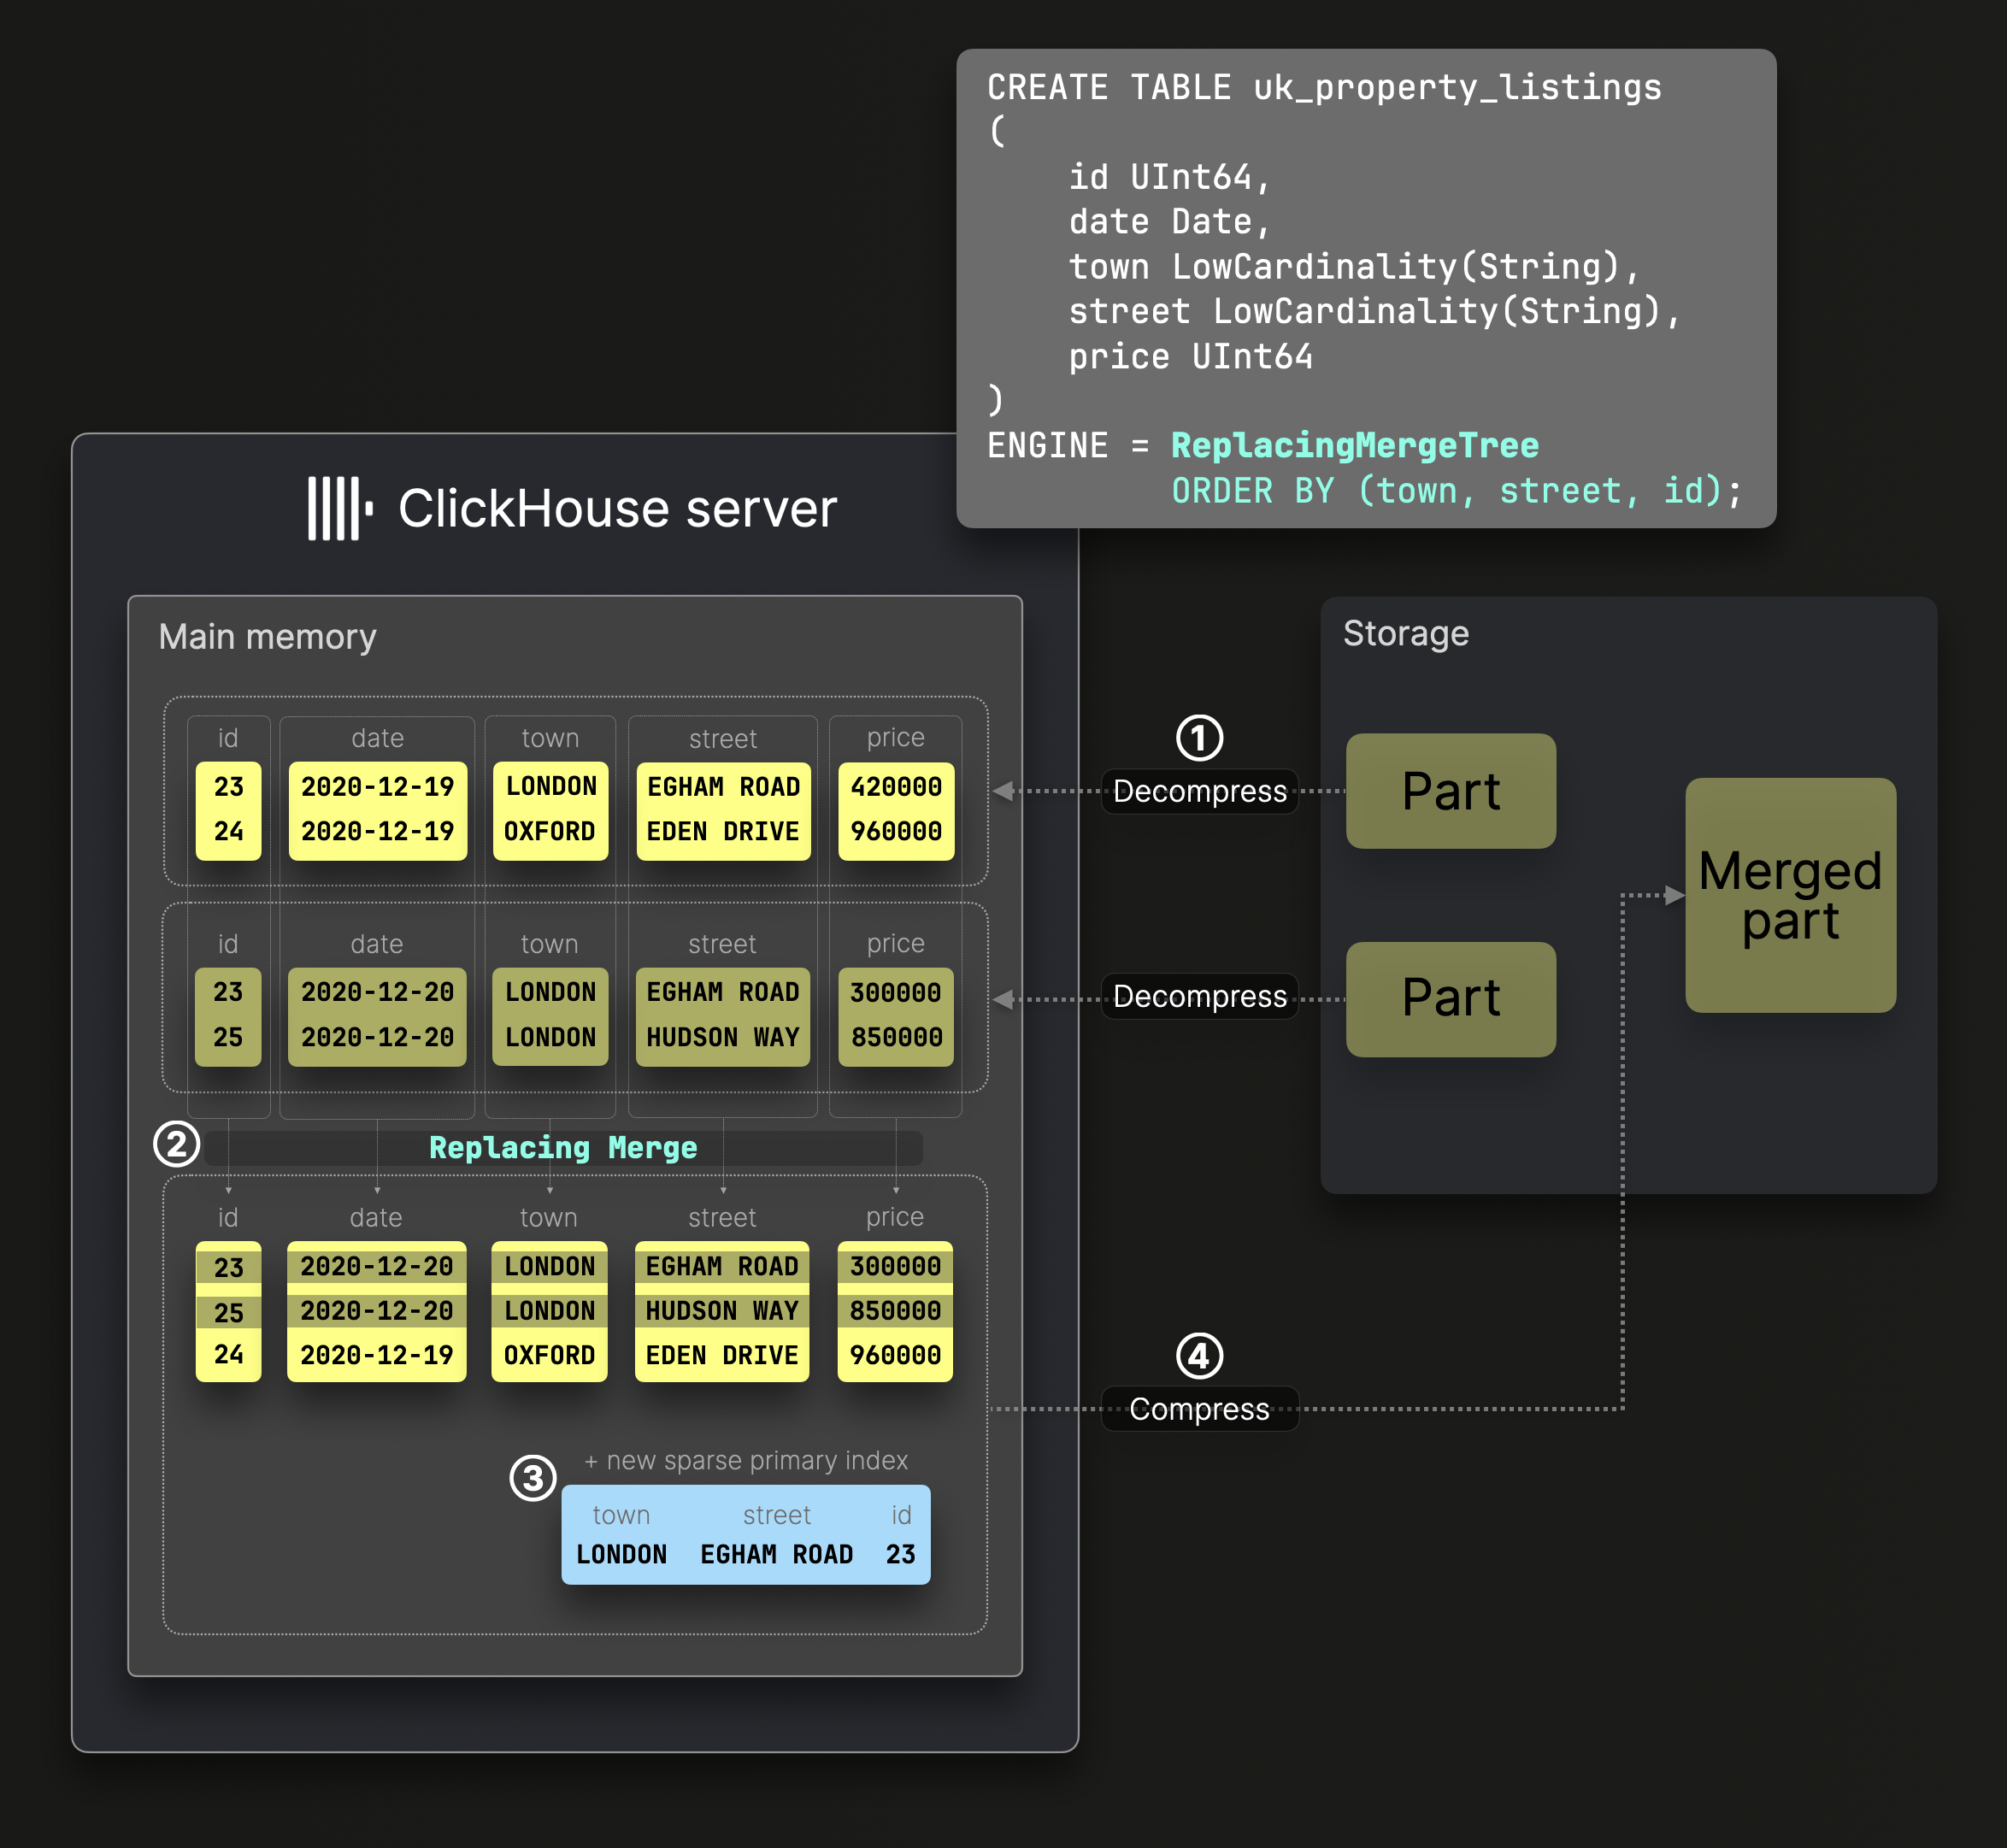 CREATE TABLE uk_property_listings
(
    id UInt64,
    date Date,
    town LowCardinality(String),
    street LowCardinality(String),
    price UInt64
)
ENGINE = ReplacingMergeTree
         ORDER BY (town, street, id);
ClickHouse server
Main memory
id date town street price
23 2020-12-19 LONDON EGHAM ROAD 420000
24 2020-12-19 OXFORD EDEN DRIVE 960000
id date town street price
23 2020-12-20 LONDON EGHAM ROAD 300000
25 2020-12-20 LONDON HUDSON WAY 850000
② Replacing Merge
id date town street price
23 2020-12-20 LONDON EGHAM ROAD 300000
25 2020-12-20 LONDON HUDSON WAY 850000
24 2020-12-19 OXFORD EDEN DRIVE 960000
③ + new sparse primary index
town street id
LONDON EGHAM ROAD 23
①
Decompress
Decompress
④
Compress
Storage
Part
Part
Merged
part